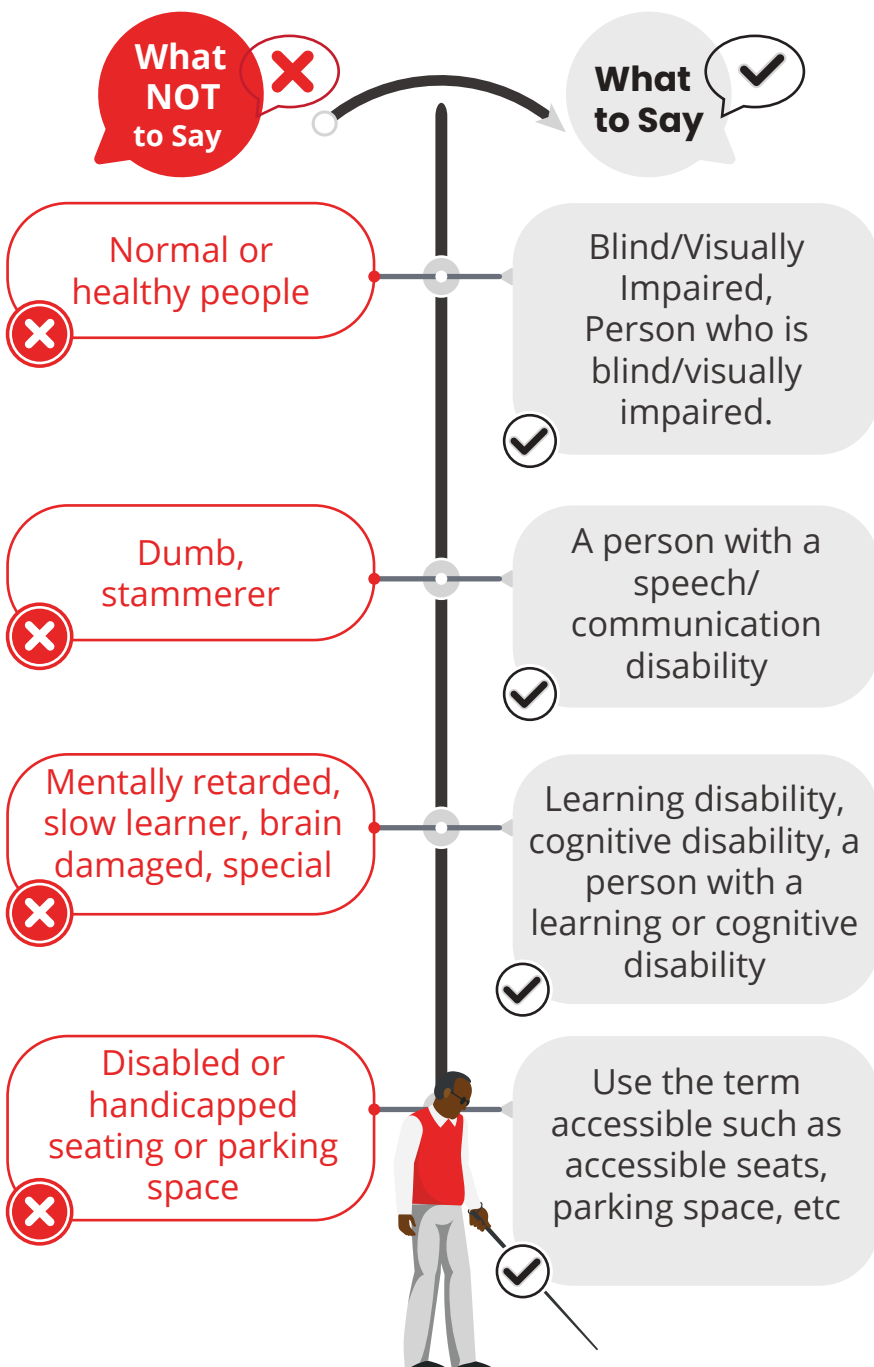 What
NOT
to Say
What
to Say
Normal or
healthy people
Blind/Visually
Impaired,
Person who is
blind/visually
impaired.
Dumb,
stammerer
A person with a
speech/
communication
disability
Mentally retarded,
slow learner, brain
damaged, special
Learning disability,
cognitive disability, a
person with a
learning or cognitive
disability
Disabled or
handicapped
seating or parking
space
Use the term
accessible such as
accessible seats,
parking space, etc